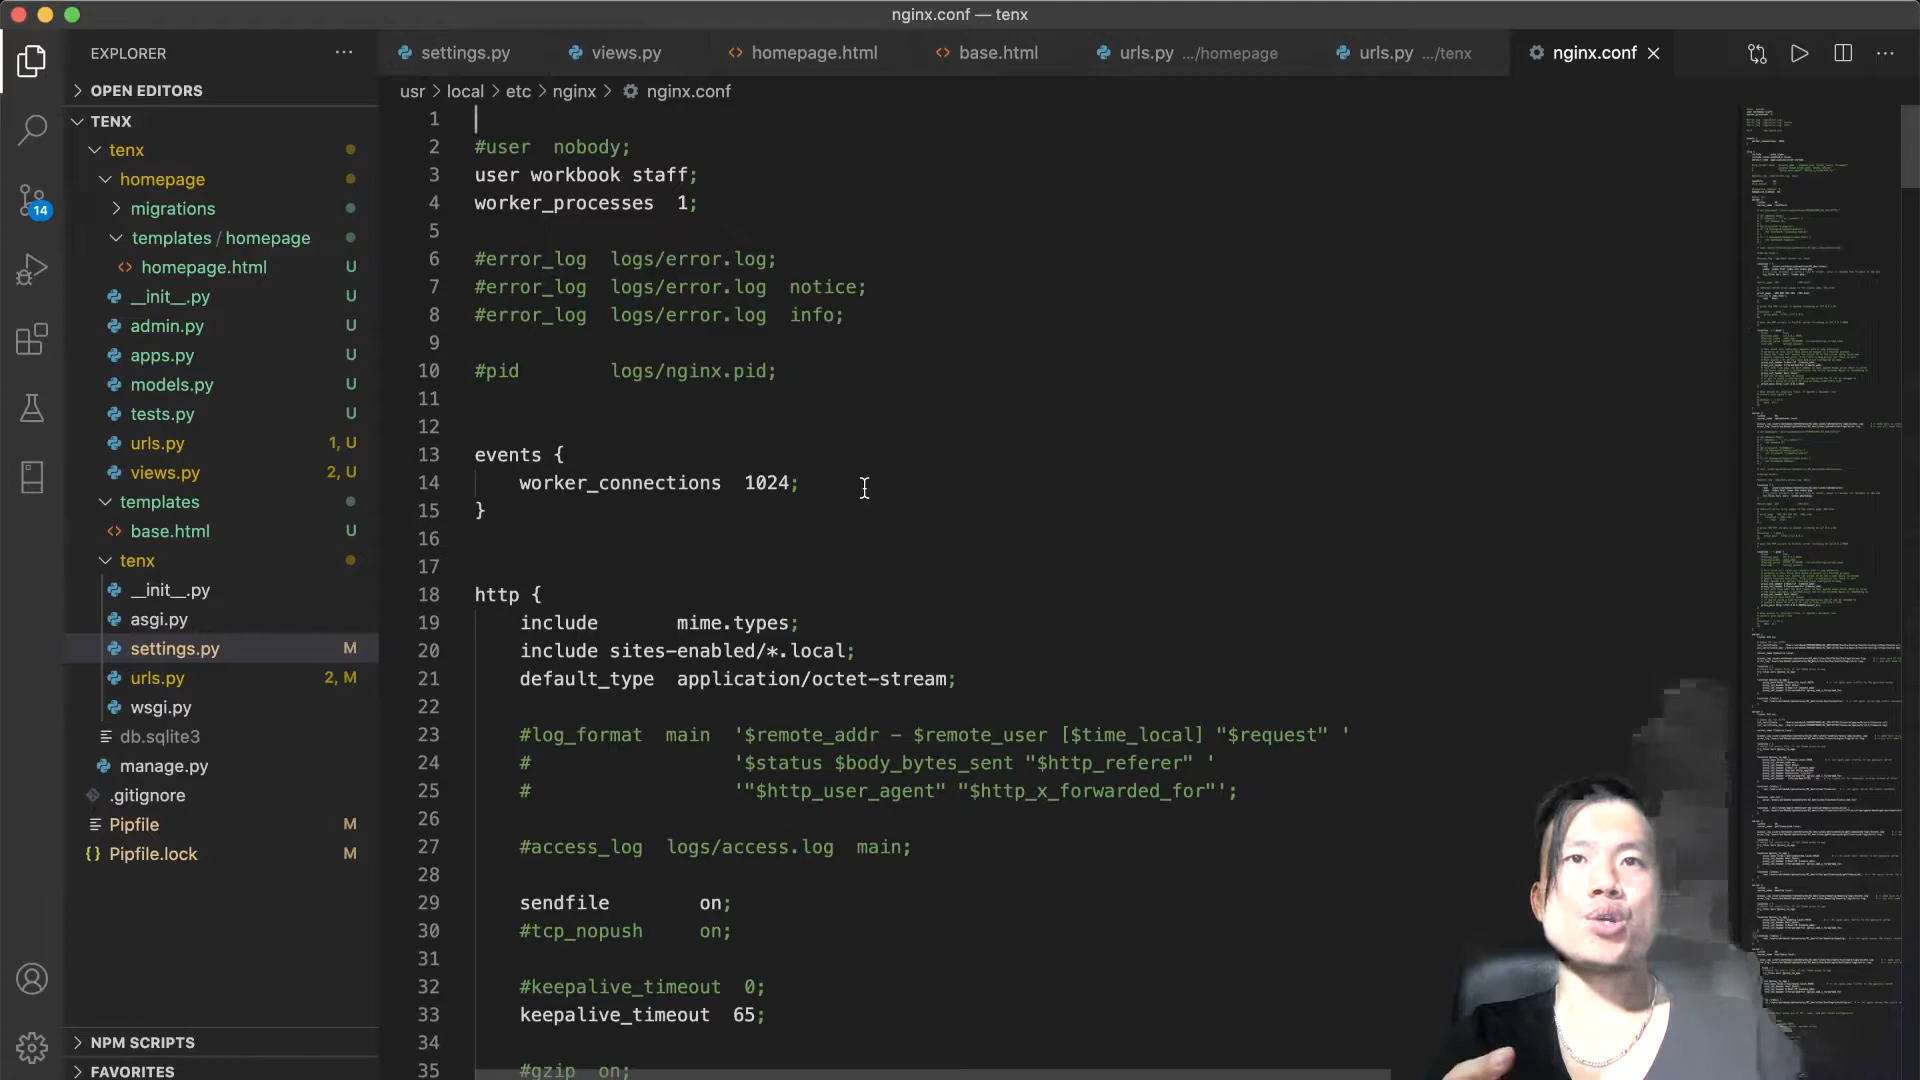 nginx.conf — tenx
EXPLORER
OPEN EDITORS
TENX
tenx
homepage
migrations
templates / homepage
homepage.html U
__init__.py U
admin.py U
apps.py U
models.py U
tests.py U
urls.py 1, U
views.py 2, U
templates
base.html U
tenx
__init__.py
asgi.py
settings.py M
urls.py 2, M
wsgi.py
db.sqlite3
manage.py
.gitignore
Pipfile M
Pipfile.lock M
NPM SCRIPTS
FAVORITES
14
settings.py views.py homepage.html base.html urls.py .../homepage urls.py .../tenx nginx.conf
usr > local > etc > nginx > nginx.conf
1
2 #user  nobody;
3 user workbook staff;
4 worker_processes  1;
5
6 #error_log  logs/error.log;
7 #error_log  logs/error.log  notice;
8 #error_log  logs/error.log  info;
9
10 #pid        logs/nginx.pid;
11
12
13 events {
14     worker_connections  1024;
15 }
16
17
18 http {
19     include       mime.types;
20     include sites-enabled/*.local;
21     default_type  application/octet-stream;
22
23     #log_format  main  '$remote_addr - $remote_user [$time_local] "$request" '
24     #                  '$status $body_bytes_sent "$http_referer" '
25     #                  '"$http_user_agent" "$http_x_forwarded_for"';
26
27     #access_log  logs/access.log  main;
28
29     sendfile        on;
30     #tcp_nopush     on;
31
32     #keepalive_timeout  0;
33     keepalive_timeout  65;
34
35     #gzip  on;